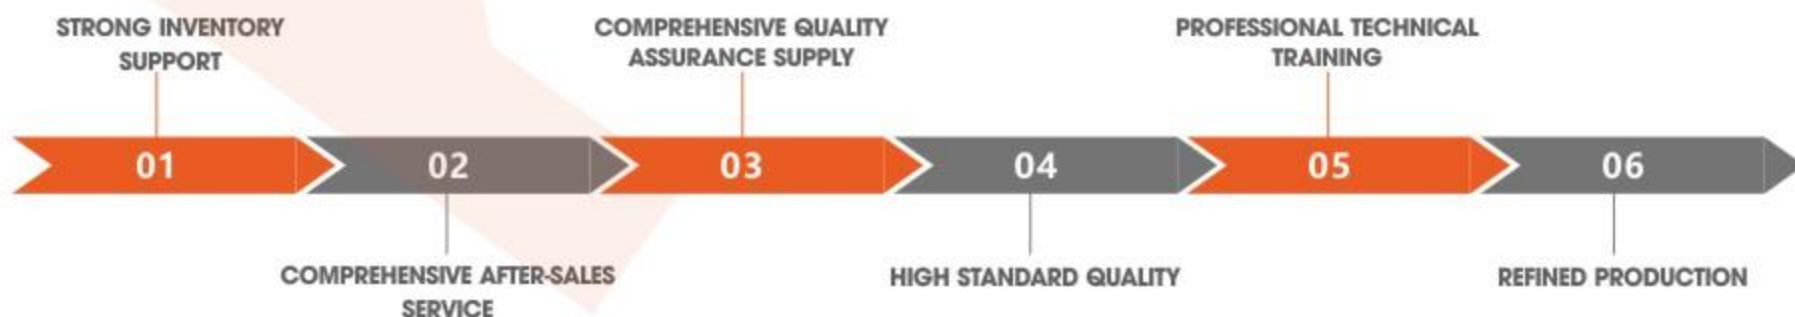 STRONG INVENTORY
SUPPORT
COMPREHENSIVE QUALITY
ASSURANCE SUPPLY
PROFESSIONAL TECHNICAL
TRAINING
01
02
03
04
05
06
COMPREHENSIVE AFTER-SALES
SERVICE
HIGH STANDARD QUALITY
REFINED PRODUCTION